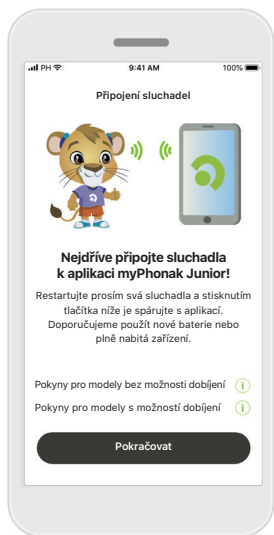 PH 9:41 AM 100%
Připojení sluchadel
Nejdříve připojte sluchadla
k aplikaci myPhonak Junior!
Restartujte prosím svá sluchadla a stisknutím
tlačítka níže je spárujte s aplikací.
Doporučujeme použít nové baterie nebo
plně nabitá zařízení.
Pokyny pro modely bez možnosti dobíjení i
Pokyny pro modely s možností dobíjení i
Pokračovat